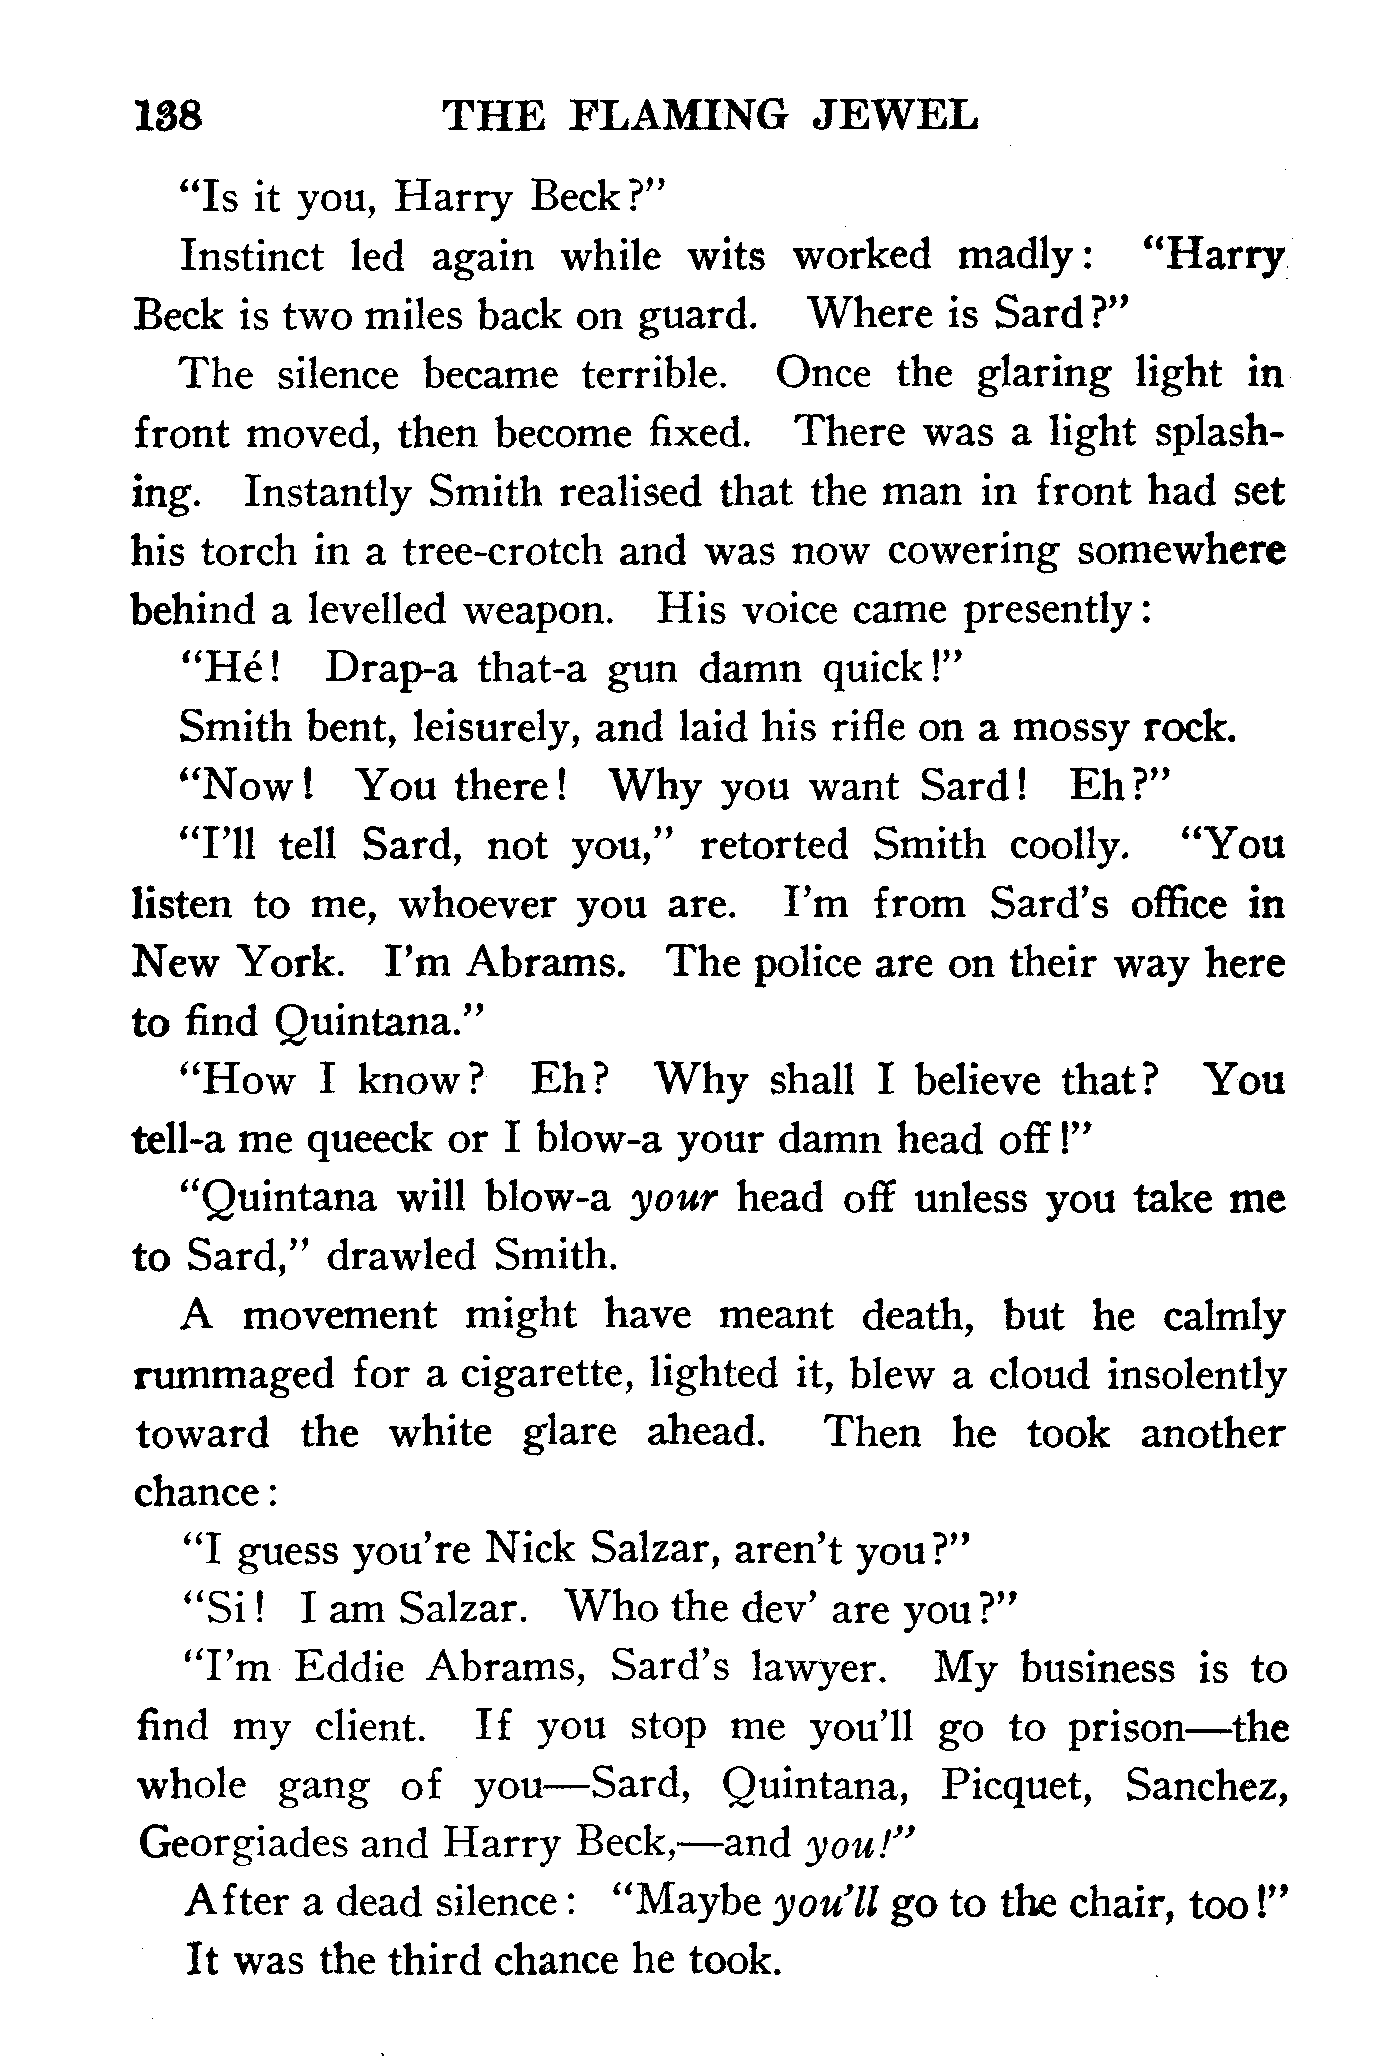 138 THE FLAMING JEWEL
"Is it you, Harry Beck?"
Instinct led again while wits worked madly: "Harry
Beck is two miles back on guard. Where is Sard?"
The silence became terrible. Once the glaring light in
front moved, then become fixed. There was a light splash-
ing. Instantly Smith realised that the man in front had set
his torch in a tree-crotch and was now cowering somewhere
behind a levelled weapon. His voice came presently:
"Hé! Drap-a that-a gun damn quick!"
Smith bent, leisurely, and laid his rifle on a mossy rock.
"Now! You there! Why you want Sard! Eh?"
"I'll tell Sard, not you," retorted Smith coolly. "You
listen to me, whoever you are. I'm from Sard's office in
New York. I'm Abrams. The police are on their way here
to find Quintana."
"How I know? Eh? Why shall I believe that? You
tell-a me queeck or I blow-a your damn head off!"
"Quintana will blow-a your head off unless you take me
to Sard," drawled Smith.
A movement might have meant death, but he calmly
rummaged for a cigarette, lighted it, blew a cloud insolently
toward the white glare ahead. Then he took another
chance:
"I guess you're Nick Salzar, aren't you?"
"Si! I am Salzar. Who the dev' are you?"
"I'm Eddie Abrams, Sard's lawyer. My business is to
find my client. If you stop me you'll go to prison—the
whole gang of you—Sard, Quintana, Picquet, Sanchez,
Georgiades and Harry Beck,—and you!"
After a dead silence: "Maybe you'll go to the chair, too!"
It was the third chance he took.